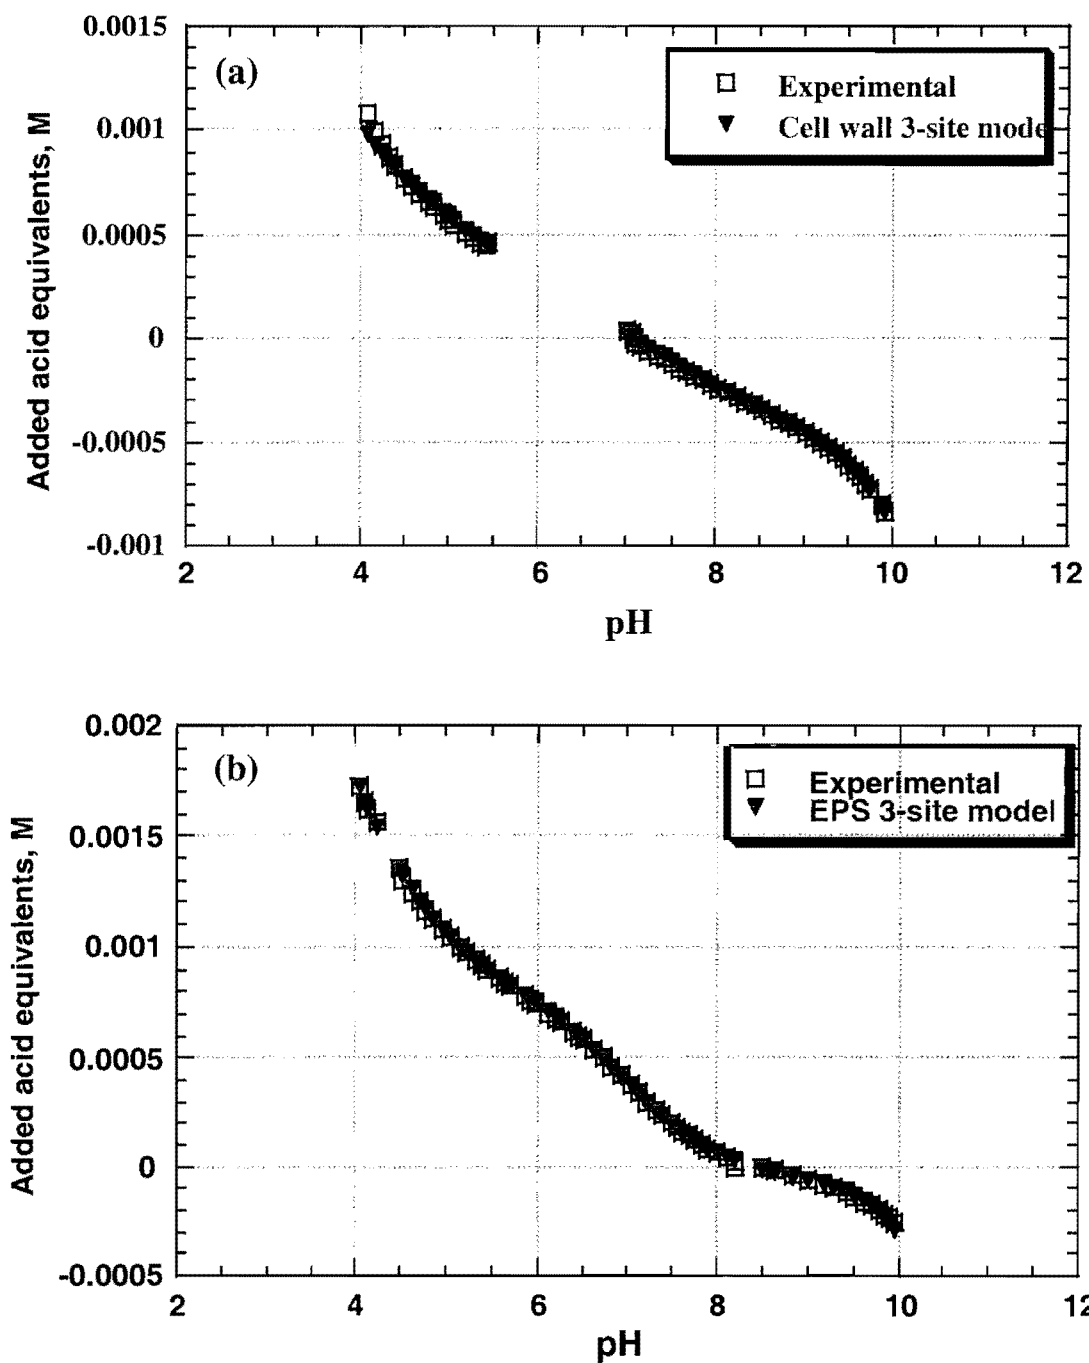 0.0015
(a)
Experimental
Cell wall 3-site mode
0.001
0.0005
0
-0.0005
-0.001
Added acid equivalents, M
2 4 6 8 10 12
pH
0.002
(b)
Experimental
EPS 3-site model
0.0015
0.001
0.0005
0
-0.0005
Added acid equivalents, M
2 4 6 8 10 12
pH